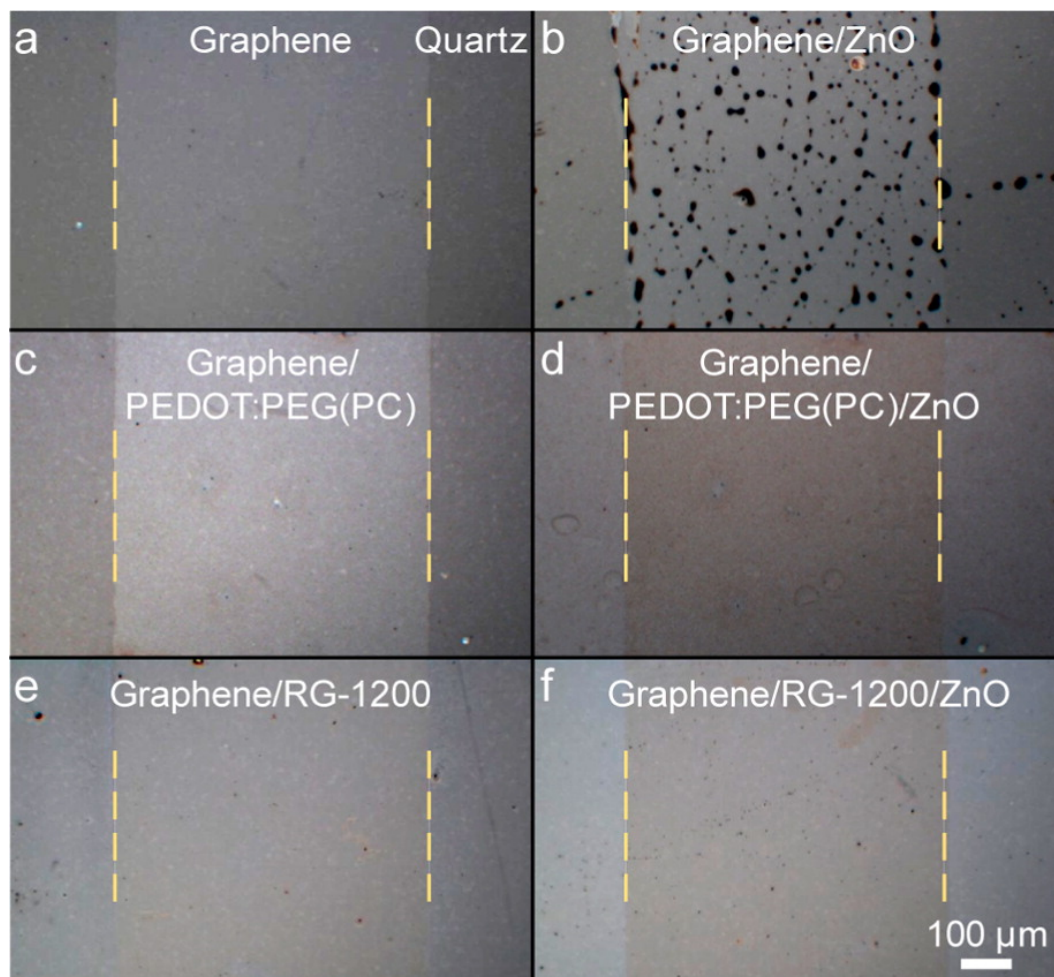 a
Graphene
Quartz
b
Graphene/ZnO
c
Graphene/
PEDOT:PEG(PC)
d
Graphene/
PEDOT:PEG(PC)/ZnO
e
Graphene/RG-1200
f
Graphene/RG-1200/ZnO
100 μm